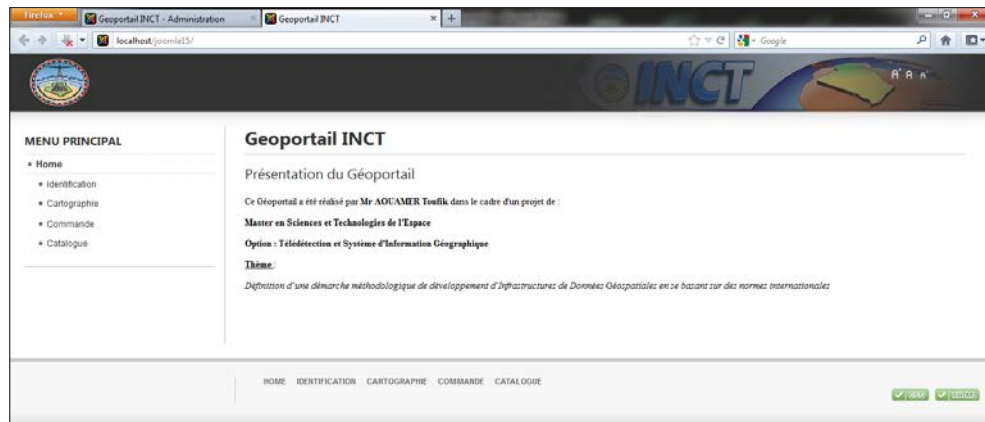 Firefox
Geoportail INCT - Administration
Geoportail INCT
localhost/joomla15/
Google
INCT
A A A
MENU PRINCIPAL
Home
Identification
Cartographie
Commande
Catalogue
Geoportail INCT
Présentation du Géoportail
Ce Géoportail a été réalisé par Mr AOUAMER Toufik dans le cadre d'un projet de :
Master en Sciences et Technologies de l'Espace
Option : Télédétection et Système d'Information Géographique
Thème :
Définition d'une démarche méthodologique de développement d'Infrastructures de Données Géospatiales en se basant sur des normes internationales
HOME IDENTIFICATION CARTOGRAPHIE COMMANDE CATALOGUE